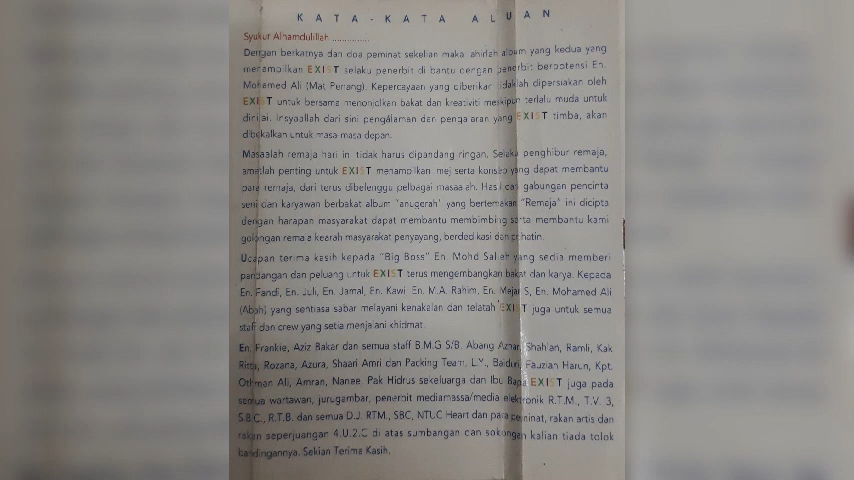 KATA-KATA ALUAN
Syukur Alhamdulillah ...............
Dengan berkatnya dan doa peminat sekelian maka lahirlah album yang kedua yang
menampilkan EXIST selaku penerbit di bantu dengan penerbit berpotensi En.
Mohamed Ali (Mat Perrang). Kepercayaan yang diberikan tidaklah dipersiakan oleh
EXIST untuk bersama menonjolkan bakat dan kreativiti meskipun terlalu muda untuk
dinilai. Insyaallah dari sini pengalaman dan pengajaran yang EXIST timba, akan
dibekalkan untuk masa-masa depan.
Masaalah remaja hari ini tidak harus dipandang ringan. Selaku penghibur remaja,
amatlah penting untuk EXIST menampilkan imej serta konsep yang dapat membantu
para remaja, dari terus dibelenggu pelbagai masaalah. Hasil dari gabungan pencinta
seni dan karyawan berbakat album "anugerah" yang bertemakan "Remaja" ini dicipta
dengan harapan masyarakat dapat membantu membimbing serta membantu kami
golongan remaja kearah masyarakat penyayang, berdedikasi dan prihatin.
Ucapan terima kasih kepada "Big Boss" En. Mohd Salleh yang sedia memberi
pandangan dan peluang untuk EXIST terus mengembangkan bakat dan karya. Kepada
En. Fandi, En. Juli, En. Jamal, En. Kawi, En. M.A. Rahim, En. Mejar S, En. Mohamed Ali
(Abah) yang sentiasa sabar melayani kenakalan dan telatah EXIST juga untuk semua
staff dan crew yang setia menjalani khidmat.
En. Frankie, Aziz Bakar dan semua staff B.M.G S/B. Abang Aznan, Shahlan, Ramli, Kak
Ritta, Rozana, Azura, Shaari Amri dan Packing Team, L.Y., Baiduri, Fauzian Harun, Kpt.
Othman Ali, Amran, Nanee. Pak Hidrus sekeluarga dan Ibu Bapa EXIST juga pada
semua wartawan, jurugambar, penerbit mediamassa/media elektronik R.T.M., T.V. 3,
S.B.C., R.T.B. dan semua D.J. RTM., SBC, NTUC Heart dan para peminat, rakan artis dan
rakan seperjuangan 4.U.2.C di atas sumbangan dan sokongan kalian tiada tolok
bandingannya. Sekian Terima Kasih.